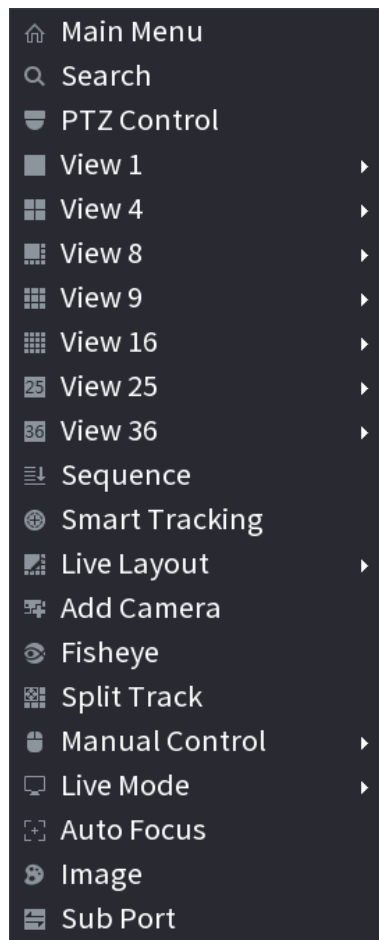 Main Menu
Search
PTZ Control
View 1
View 4
View 8
View 9
View 16
25 View 25
36 View 36
Sequence
Smart Tracking
Live Layout
Add Camera
Fisheye
Split Track
Manual Control
Live Mode
Auto Focus
Image
Sub Port